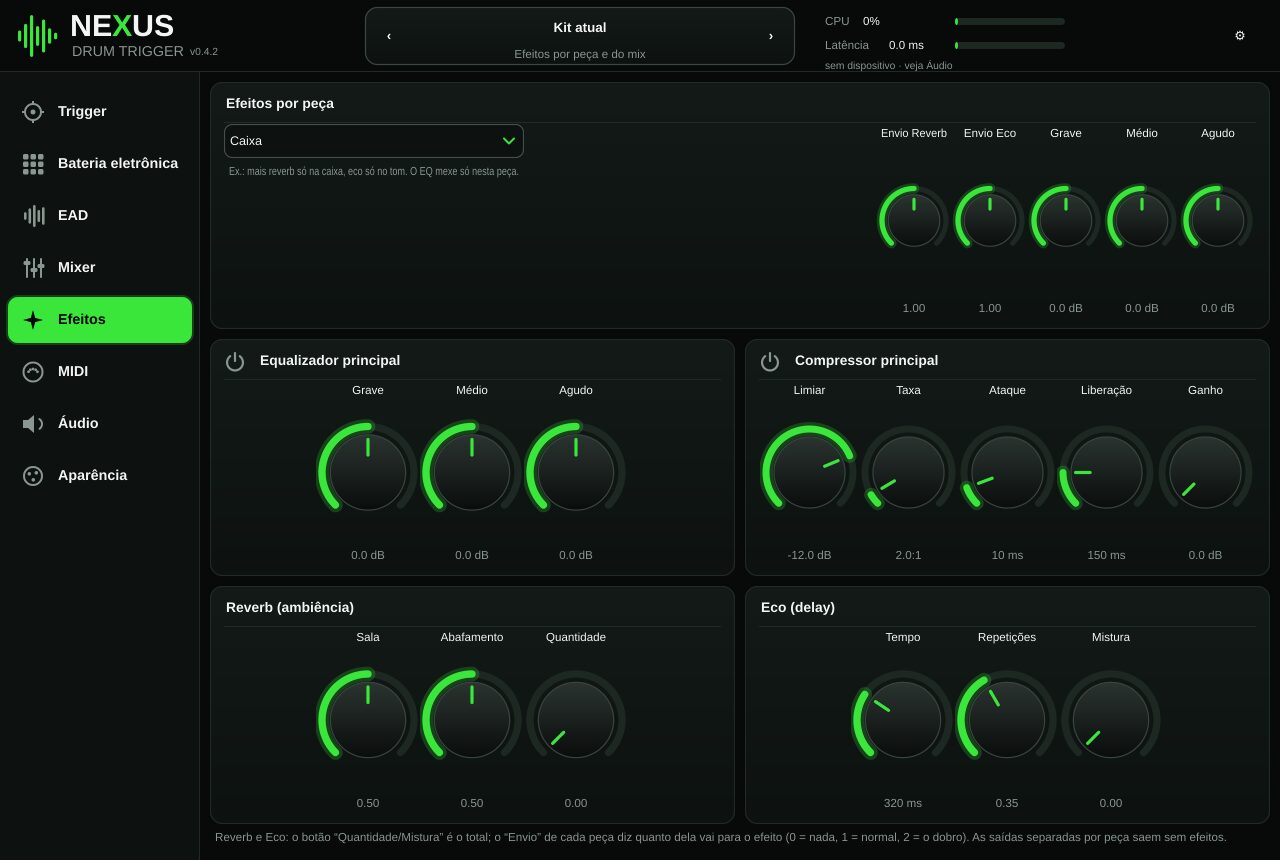 NEXUS
DRUM TRIGGER v0.4.2
‹ Kit atual ›
Efeitos por peça e do mix
CPU 0%
Latência 0.0 ms
sem dispositivo · veja Áudio
Trigger
Bateria eletrônica
EAD
Mixer
Efeitos
MIDI
Áudio
Aparência
Efeitos por peça
Caixa
Ex.: mais reverb só na caixa, eco só no tom. O EQ mexe só nesta peça.
Envio Reverb Envio Eco Grave Médio Agudo
1.00 1.00 0.0 dB 0.0 dB 0.0 dB
Equalizador principal
Grave Médio Agudo
0.0 dB 0.0 dB 0.0 dB
Compressor principal
Limiar Taxa Ataque Liberação Ganho
-12.0 dB 2.0:1 10 ms 150 ms 0.0 dB
Reverb (ambiência)
Sala Abafamento Quantidade
0.50 0.50 0.00
Eco (delay)
Tempo Repetições Mistura
320 ms 0.35 0.00
Reverb e Eco: o botão “Quantidade/Mistura” é o total; o “Envio” de cada peça diz quanto dela vai para o efeito (0 = nada, 1 = normal, 2 = o dobro). As saídas separadas por peça saem sem efeitos.